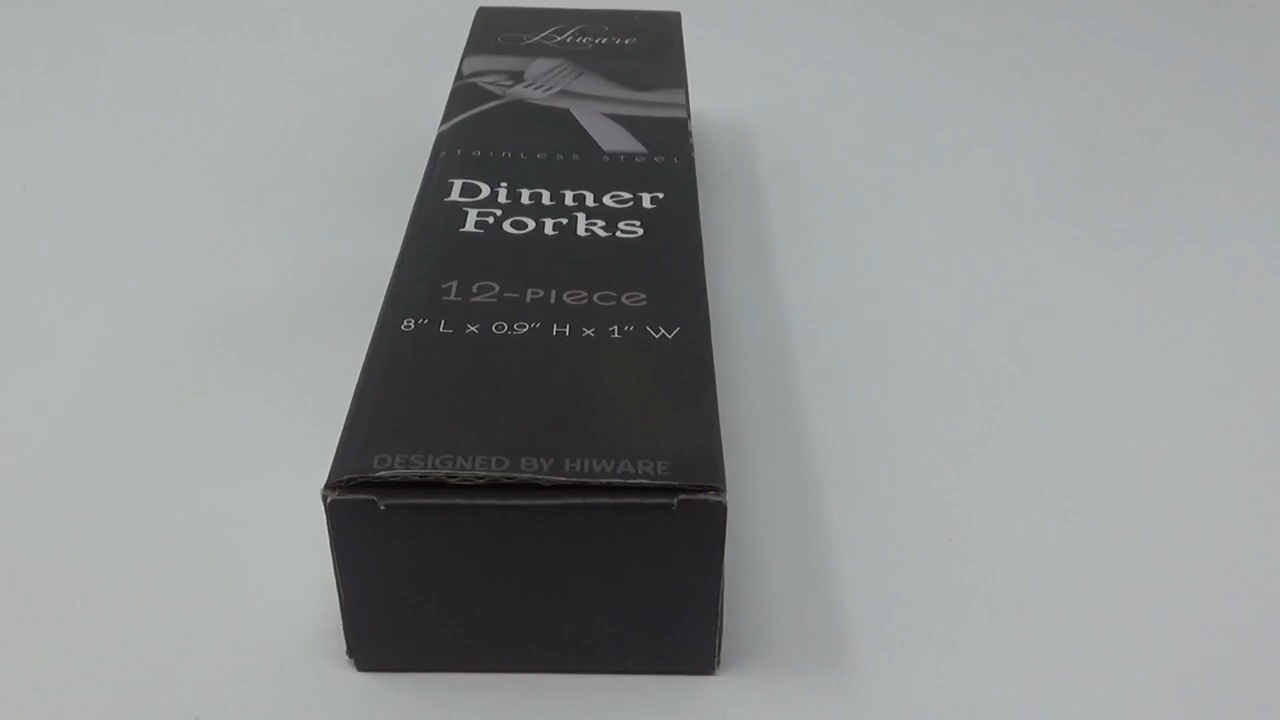 Hiware
STAINLESS STEEL
Dinner
Forks
12-PIECE
8" L x 0.9" H x 1" W
DESIGNED BY HIWARE